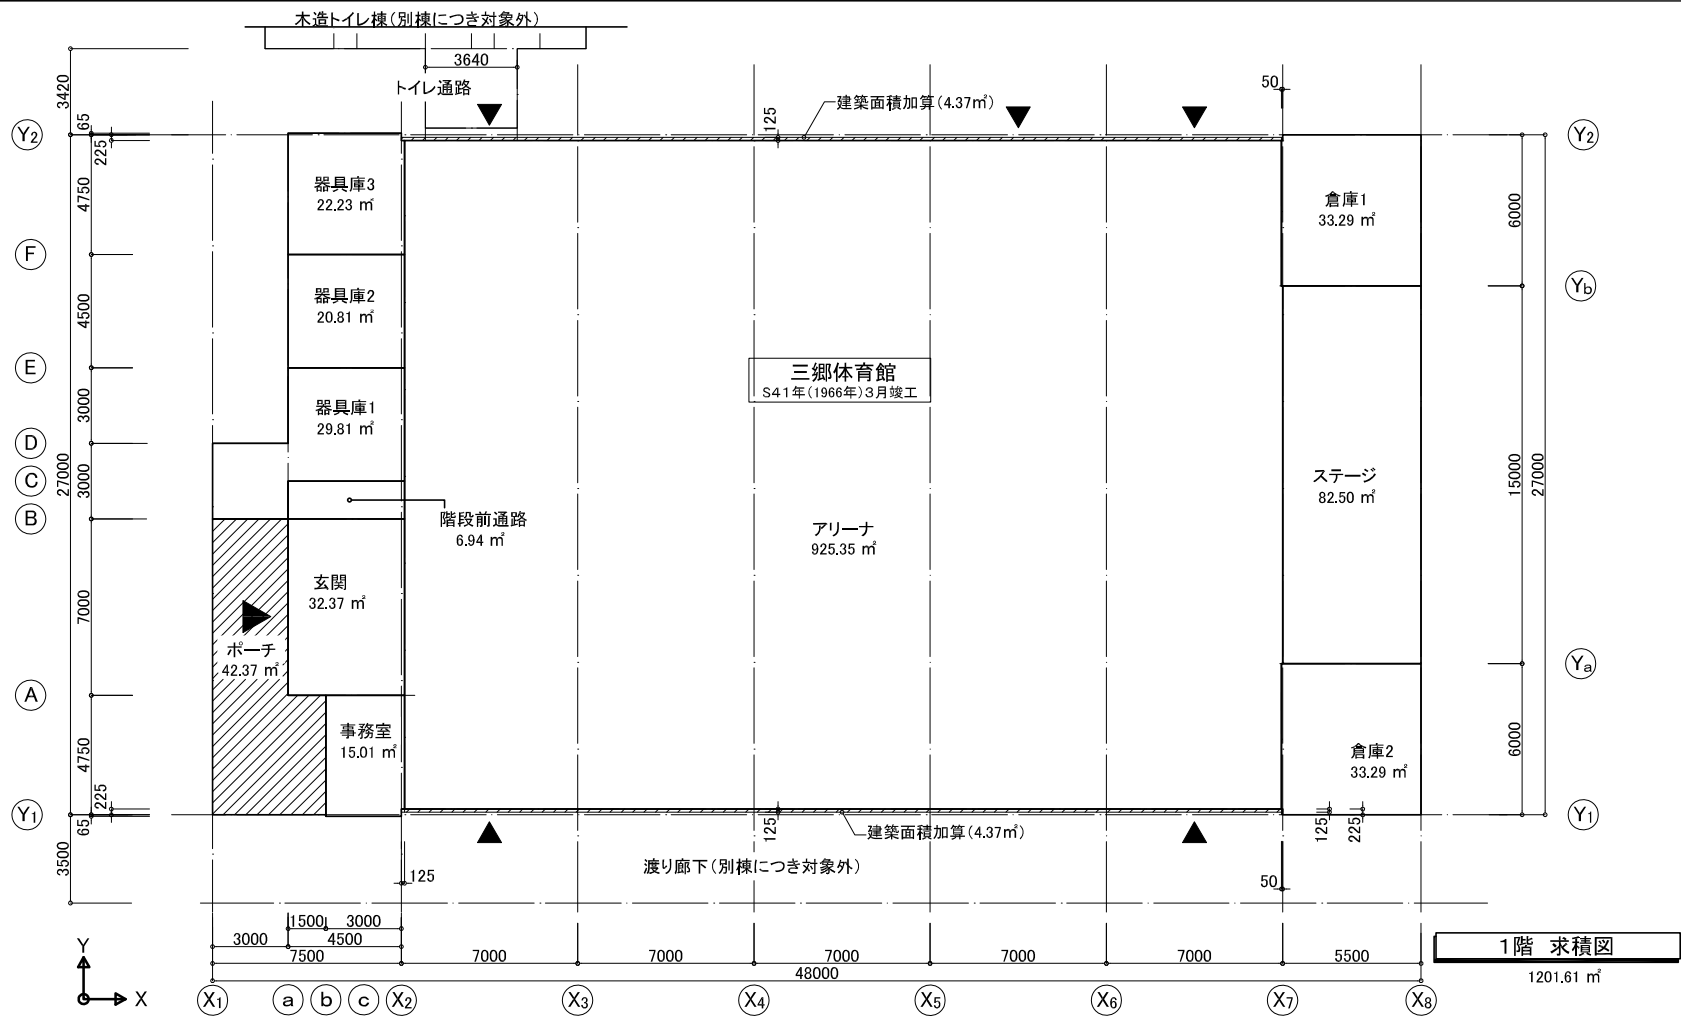 木造トイレ棟(別棟につき対象外)
3640
トイレ通路
50
建築面積加算(4.37㎡)
125
3420
65
225
Y2
Y2
器具庫3
22.23 ㎡
4750
倉庫1
33.29 ㎡
6000
F
Yb
器具庫2
20.81 ㎡
4500
E
三郷体育館
S41年(1966年)3月竣工
3000
器具庫1
29.81 ㎡
D
27000
3000
C
B
ステージ
82.50 ㎡
15000
27000
階段前通路
6.94 ㎡
アリーナ
925.35 ㎡
玄関
32.37 ㎡
7000
ポーチ
42.37 ㎡
Ya
A
事務室
15.01 ㎡
4750
倉庫2
33.29 ㎡
6000
225
Y1
Y1
65
125
建築面積加算(4.37㎡)
125
225
3500
渡り廊下(別棟につき対象外)
125
50
1500
3000
3000
4500
7500
7000
7000
7000
7000
7000
5500
48000
1階 求積図
1201.61 ㎡
Y
X
X1
a
b
c
X2
X3
X4
X5
X6
X7
X8